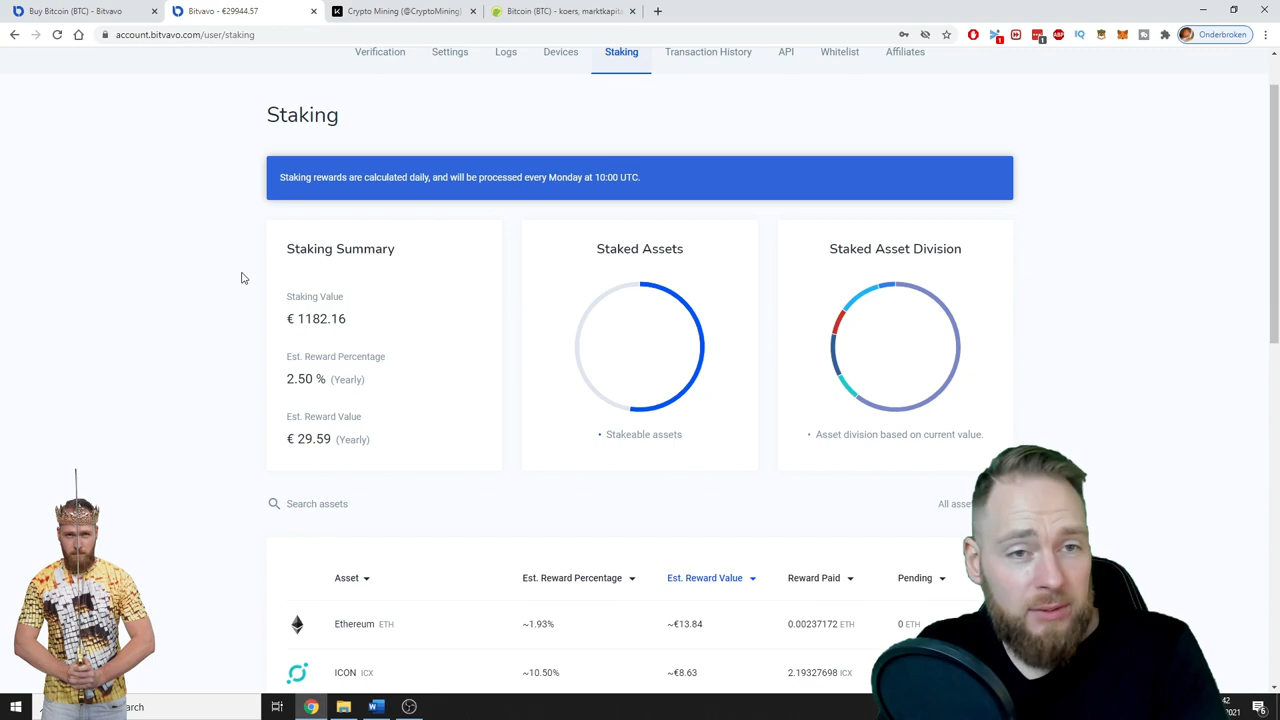 Buy Bitcoin (BTC) - Bitvavo
Bitvavo - €29944.57
Crypto Mining (@CryptoMining
Bitcoin (BTC) - koers, marktkapit
account.bitvavo.com/user/staking
Onderbroken
Verification
Settings
Logs
Devices
Staking
Transaction History
API
Whitelist
Affiliates
Staking
Staking rewards are calculated daily, and will be processed every Monday at 10:00 UTC.
Staking Summary
Staking Value
€ 1182.16
Est. Reward Percentage
2.50 % (Yearly)
Est. Reward Value
€ 29.59 (Yearly)
Staked Assets
• Stakeable assets
Staked Asset Division
• Asset division based on current value.
Search assets
All asse
Asset
Est. Reward Percentage
Est. Reward Value
Reward Paid
Pending
Ethereum ETH
~1.93%
~€13.84
0.00237172 ETH
0 ETH
ICON ICX
~10.50%
~€8.63
2.19327698 ICX
arch
42
2021